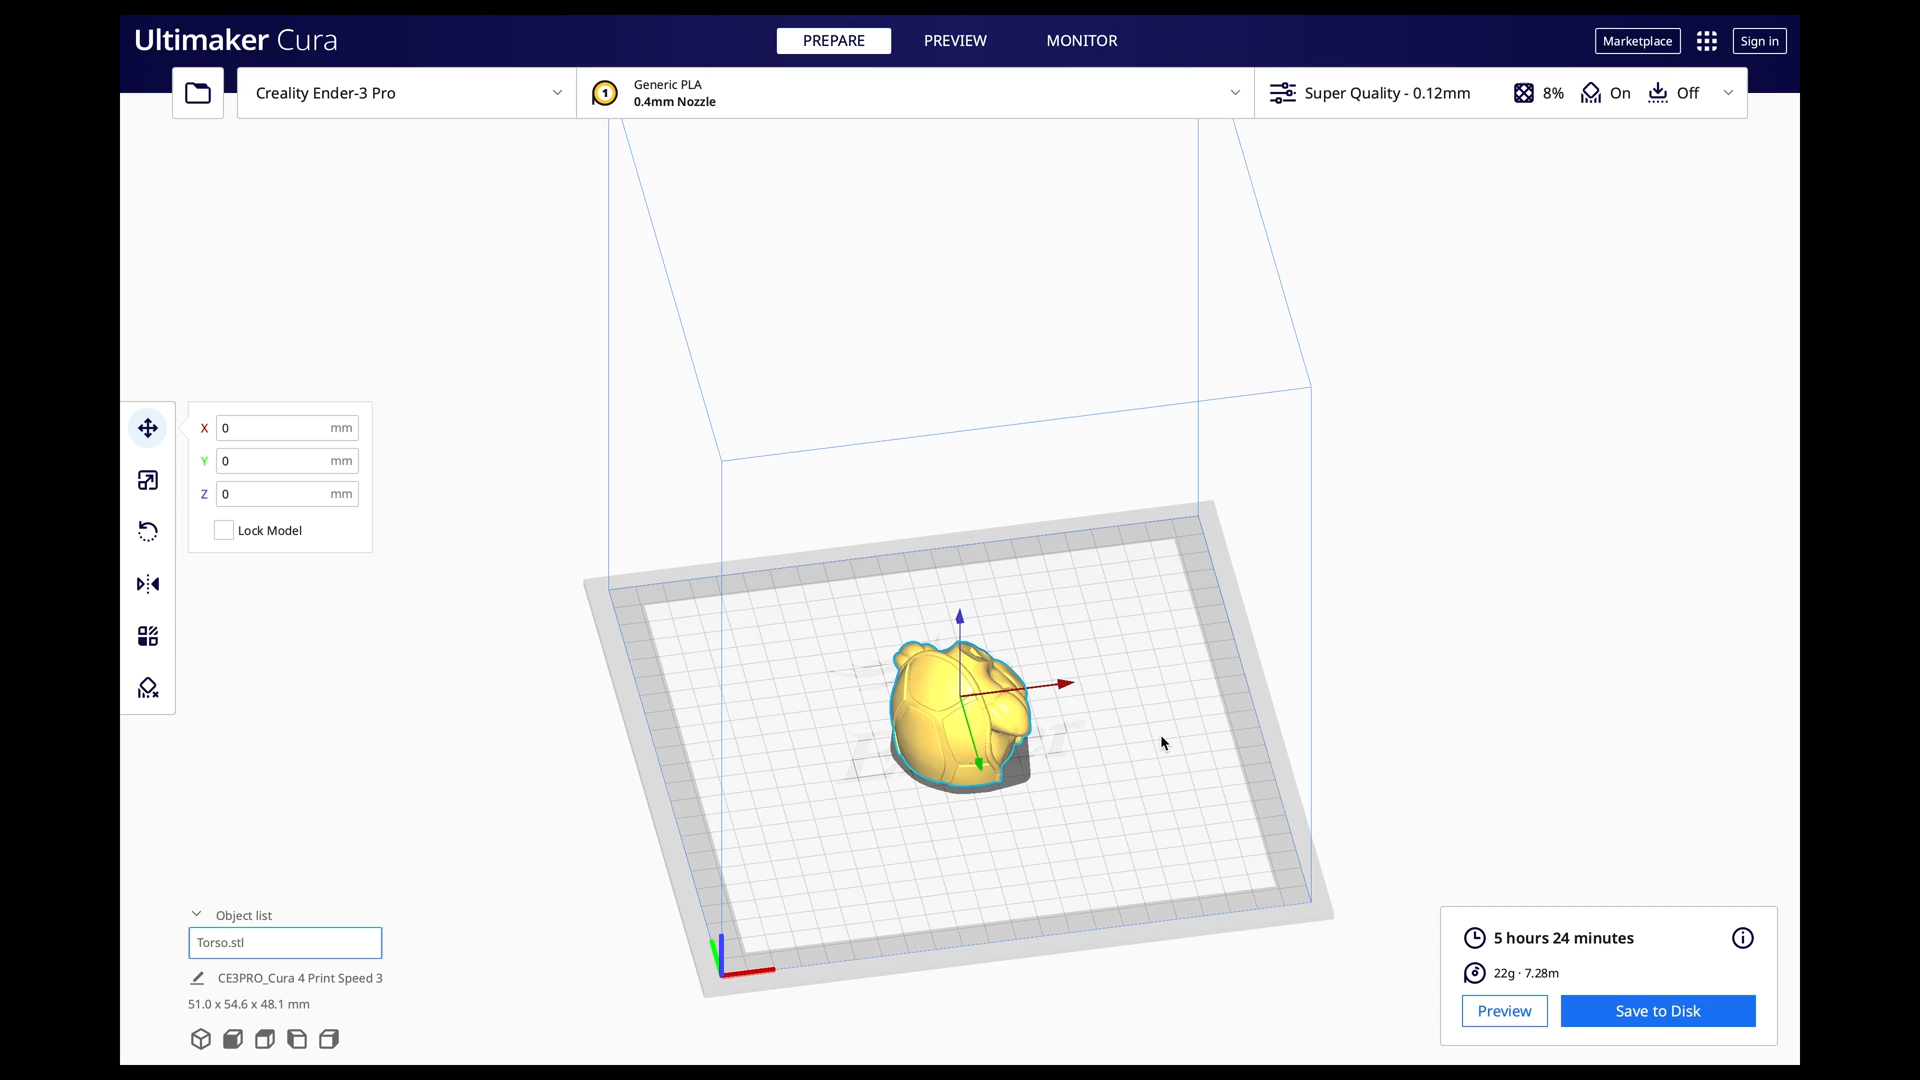 Ultimaker Cura
PREPARE
PREVIEW
MONITOR
Marketplace
Sign in
Creality Ender-3 Pro
1
Generic PLA
0.4mm Nozzle
Super Quality - 0.12mm
8%
On
Off
X 0 mm
Y 0 mm
Z 0 mm
Lock Model
Object list
Torso.stl
CE3PRO_Cura 4 Print Speed 3
51.0 x 54.6 x 48.1 mm
5 hours 24 minutes
22g · 7.28m
Preview
Save to Disk